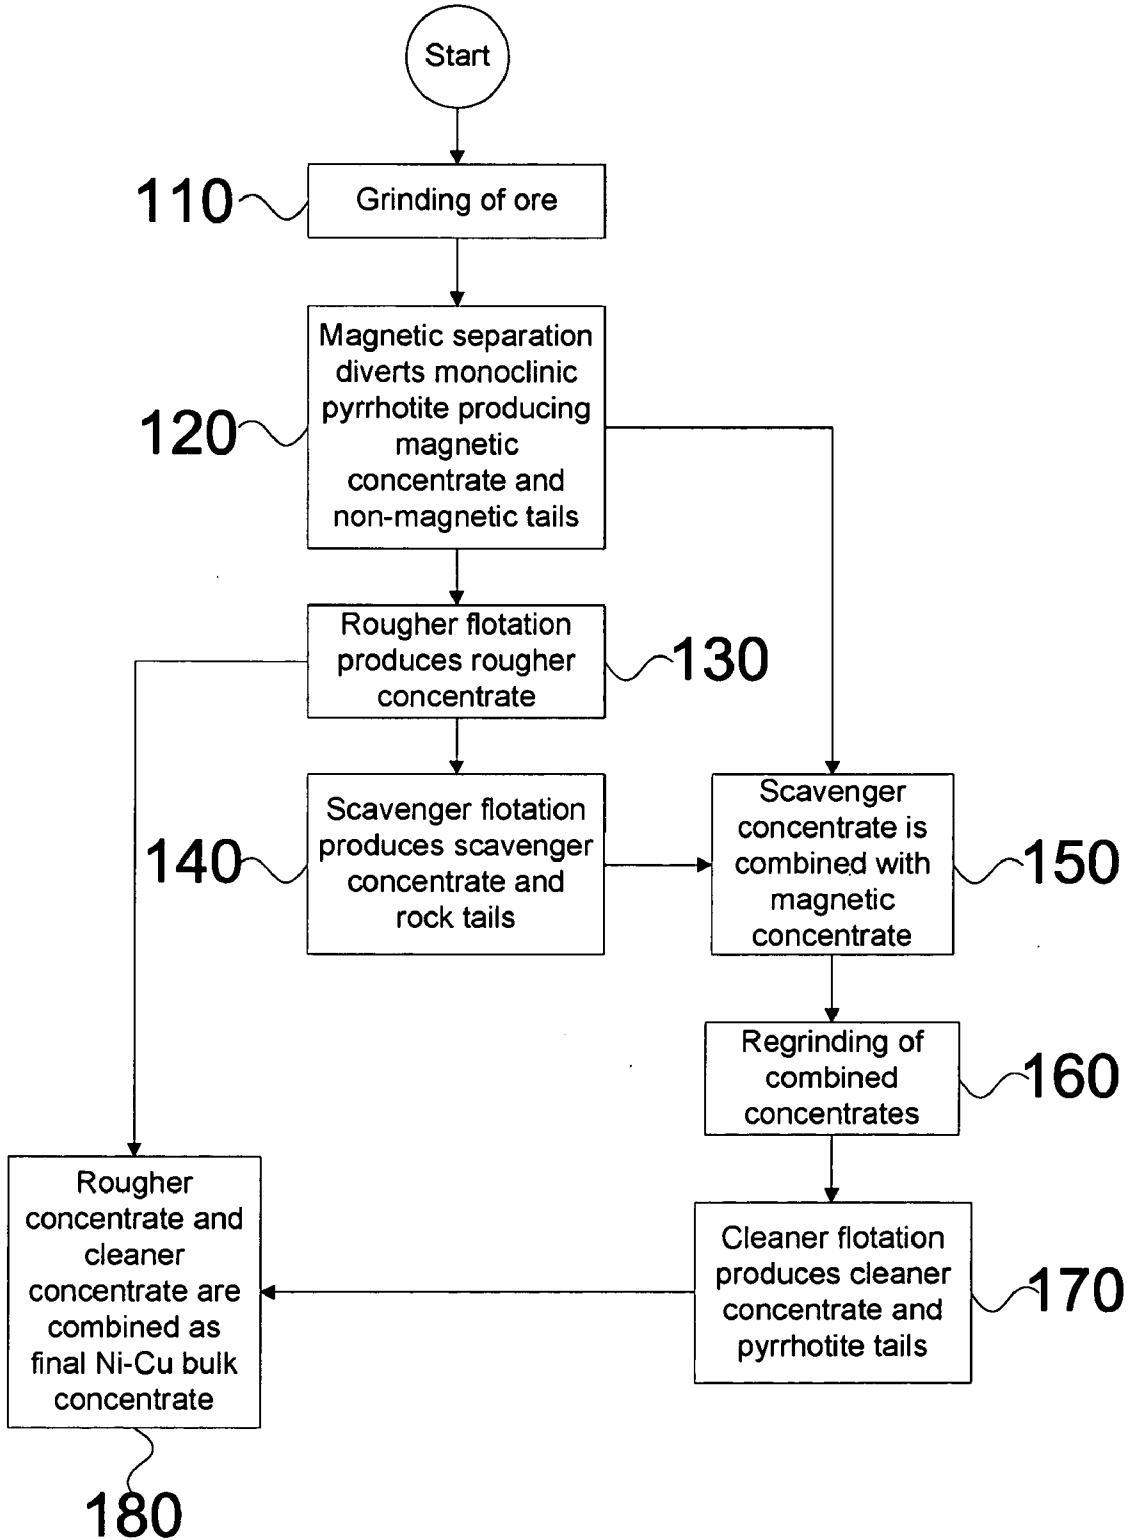 Start
110
Grinding of ore
120
Magnetic separation
diverts monoclinic
pyrrhotite producing
magnetic
concentrate and
non-magnetic tails
Rougher flotation
produces rougher
concentrate
130
140
Scavenger flotation
produces scavenger
concentrate and
rock tails
Scavenger
concentrate is
combined with
magnetic
concentrate
150
Regrinding of
combined
concentrates
160
Cleaner flotation
produces cleaner
concentrate and
pyrrhotite tails
170
Rougher
concentrate and
cleaner
concentrate are
combined as
final Ni-Cu bulk
concentrate
180